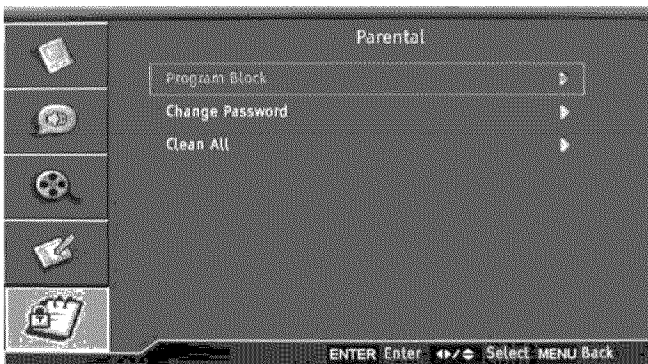 Parental
Program Block
Change Password
Clean All
ENTER Enter Select MENU Back